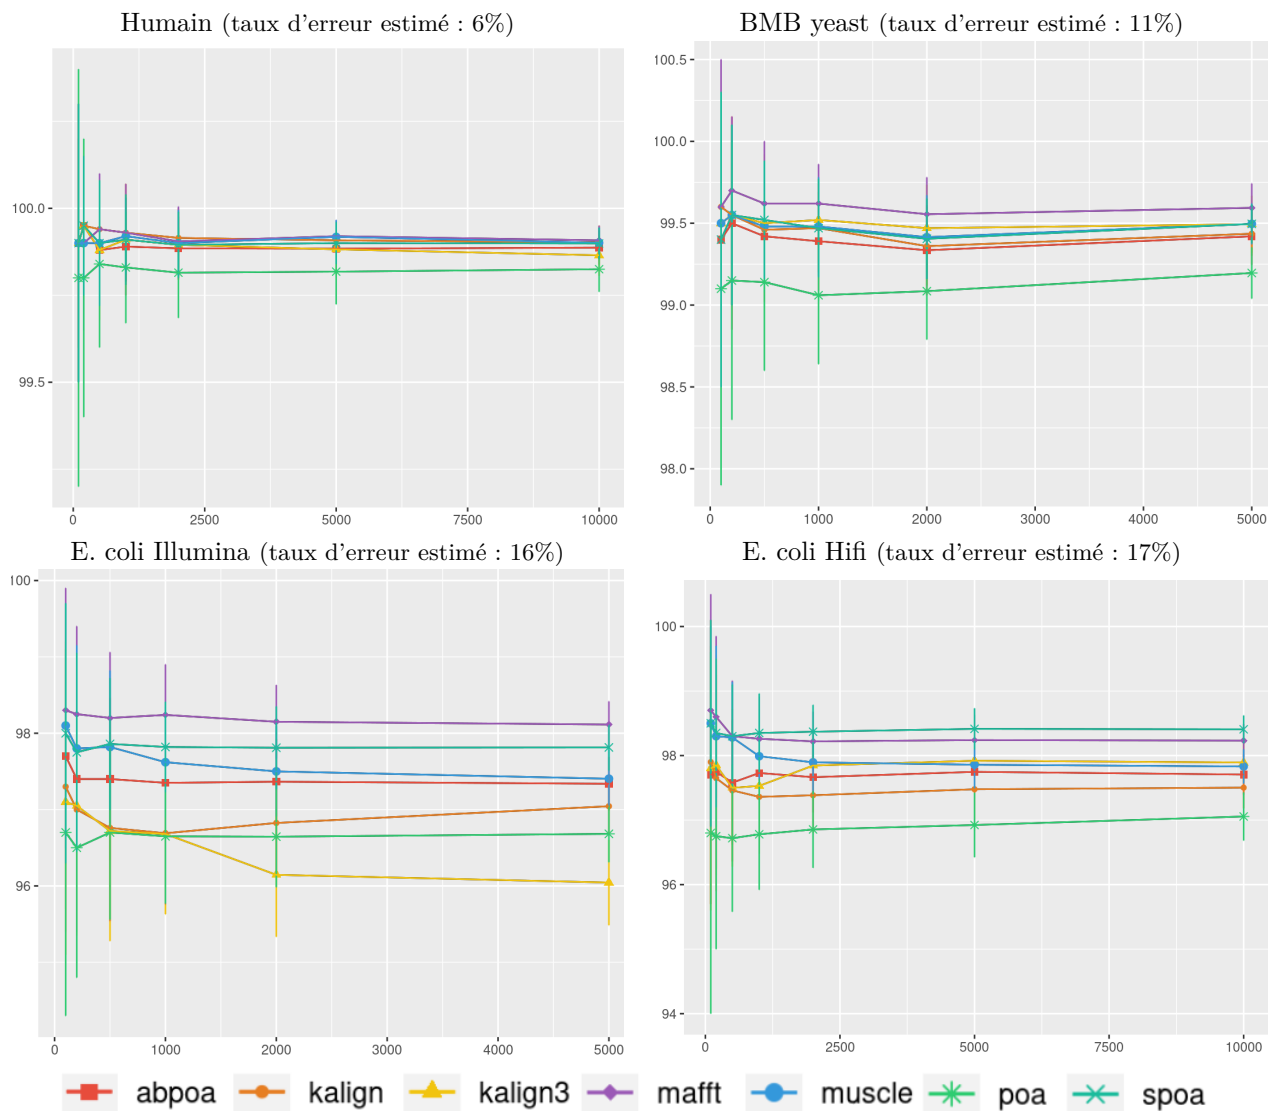 Humain (taux d'erreur estimé : 6%)
BMB yeast (taux d'erreur estimé : 11%)
100.0
99.5
0 2500 5000 7500 10000
100.5
100.0
99.5
99.0
98.5
98.0
0 1000 2000 3000 4000 5000
E. coli Illumina (taux d'erreur estimé : 16%)
E. coli Hifi (taux d'erreur estimé : 17%)
100
98
96
0 1000 2000 3000 4000 5000
100
98
96
94
0 2500 5000 7500 10000
abpoa kalign kalign3 mafft muscle poa spoa